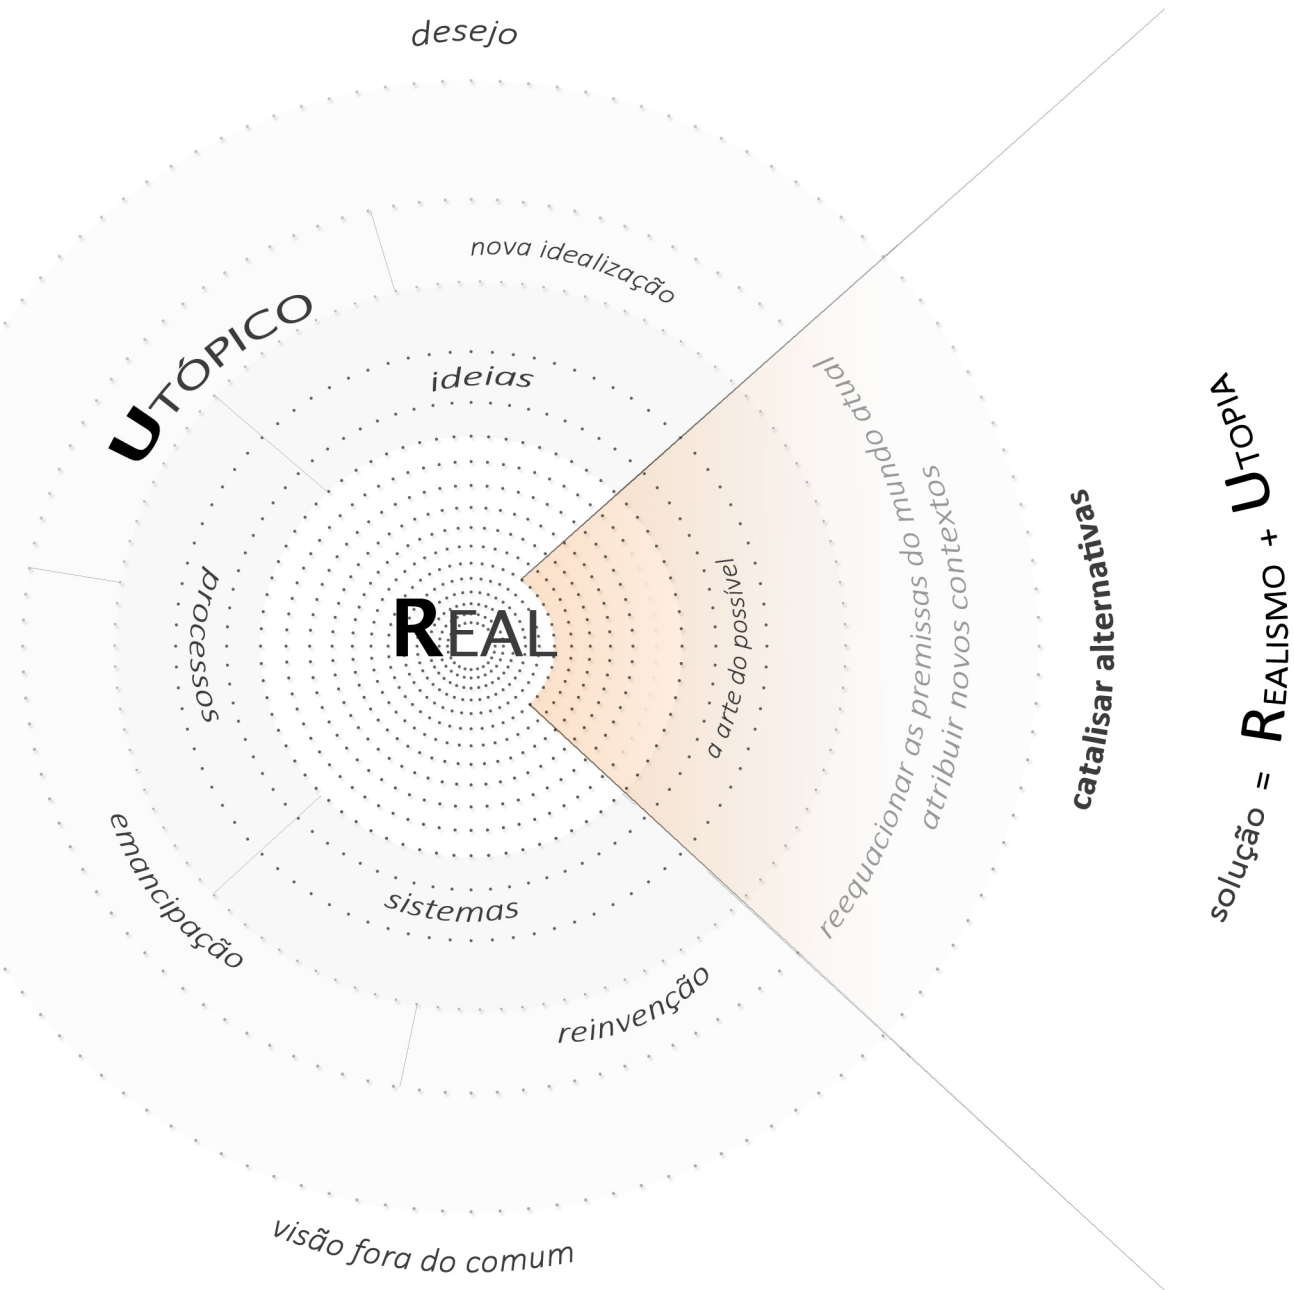 desejo
nova idealização
UTÓPICO
ideias
reequacionar as premissas do mundo atual
atribuir novos contextos
catalisar alternativas
solução = REALISMO + UTOPIA
a arte do possível
processos
REAL
emancipação
sistemas
reinvenção
visão fora do comum